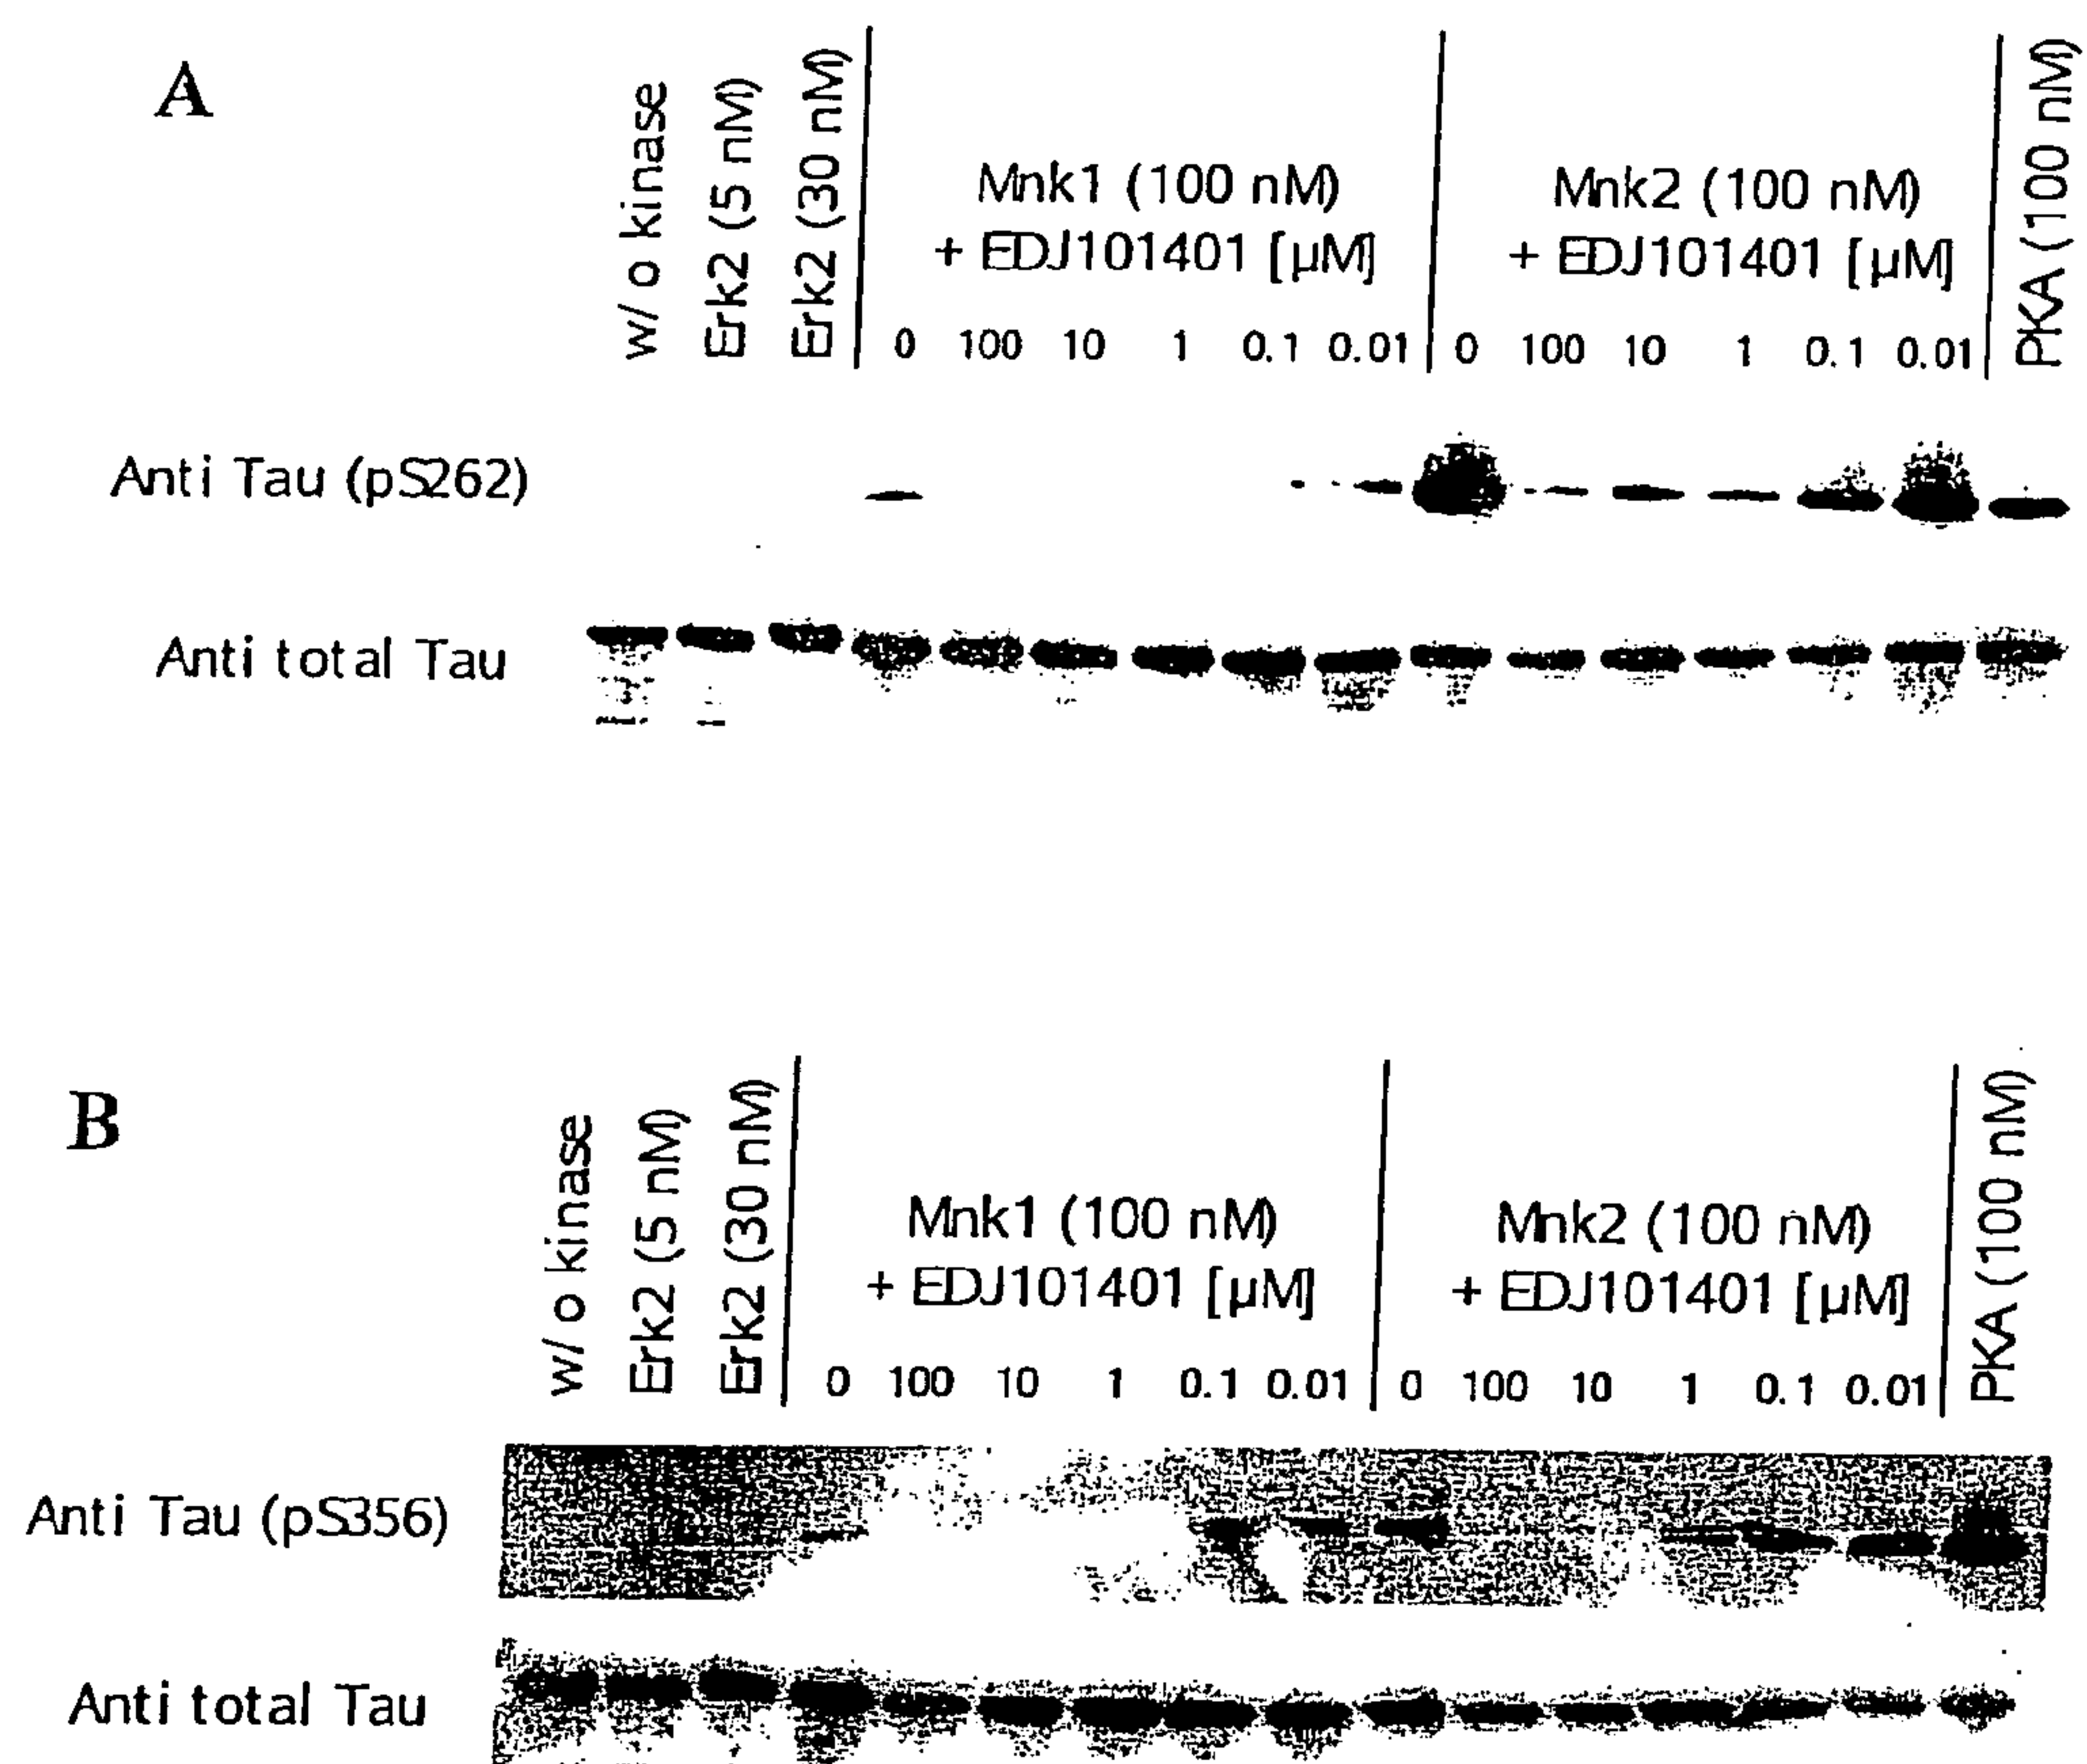 A
w/o kinase
Erk2 (5 nM)
Erk2 (30 nM)
Mnk1 (100 nM)
+ EDJ101401 [µM]
0 100 10 1 0.1 0.01
Mnk2 (100 nM)
+ EDJ101401 [µM]
0 100 10 1 0.1 0.01
PKA (100 nM)
Anti Tau (pS262)
Anti total Tau
B
w/o kinase
Erk2 (5 nM)
Erk2 (30 nM)
Mnk1 (100 nM)
+ EDJ101401 [µM]
0 100 10 1 0.1 0.01
Mnk2 (100 nM)
+ EDJ101401 [µM]
0 100 10 1 0.1 0.01
PKA (100 nM)
Anti Tau (pS356)
Anti total Tau